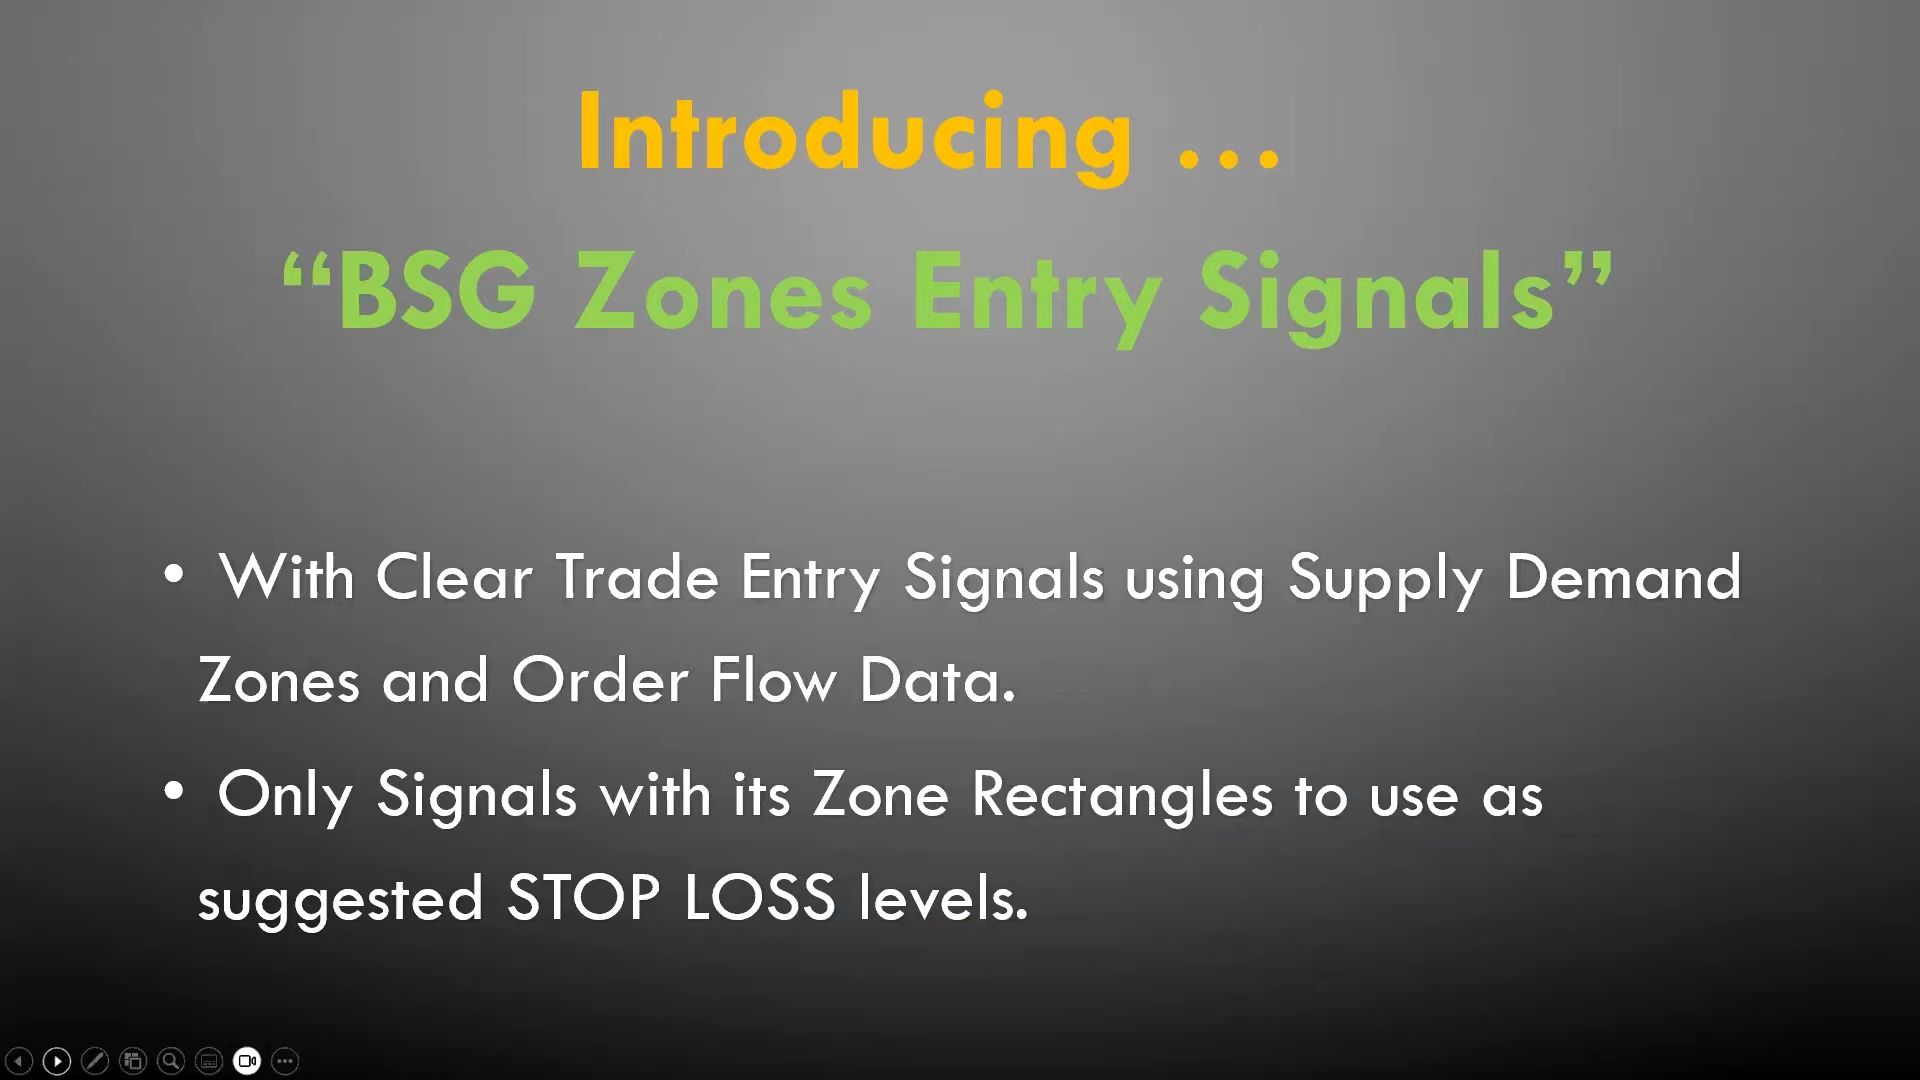 Introducing ...
“BSG Zones Entry Signals”
• With Clear Trade Entry Signals using Supply Demand
Zones and Order Flow Data.
• Only Signals with its Zone Rectangles to use as
suggested STOP LOSS levels.